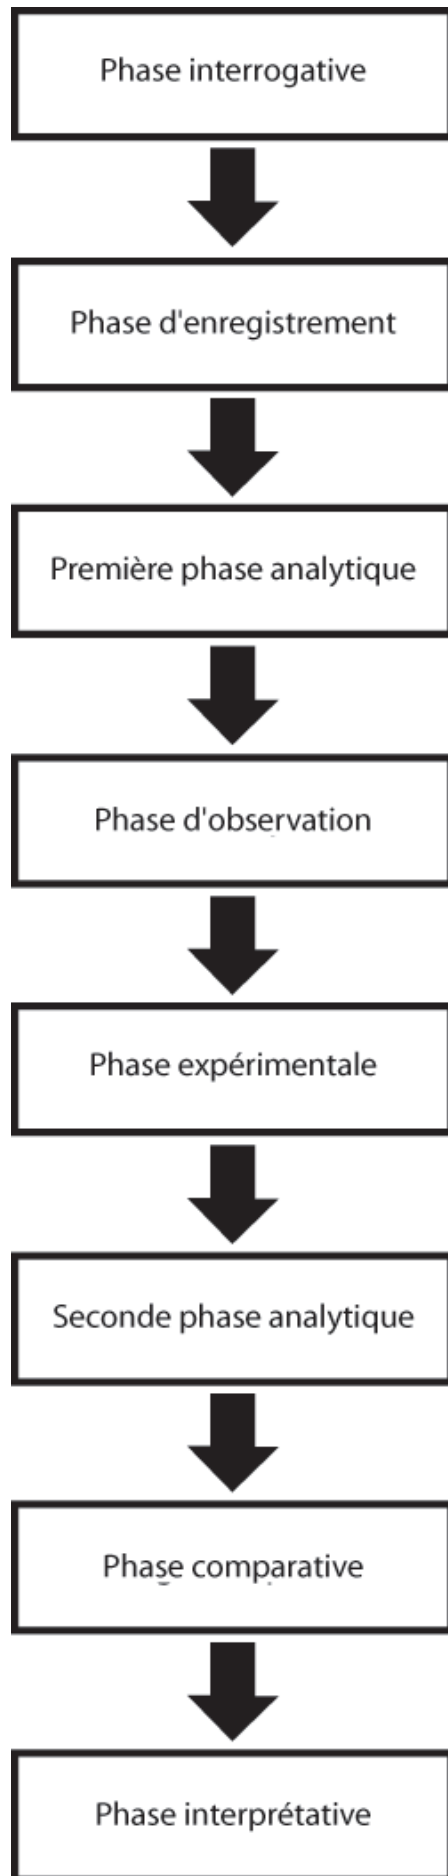 Phase interrogative
Phase d'enregistrement
Première phase analytique
Phase d'observation
Phase expérimentale
Seconde phase analytique
Phase comparative
Phase interprétative